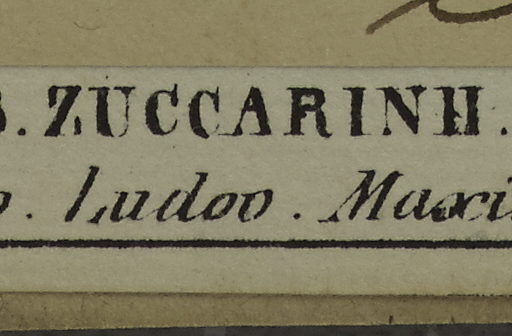 . ZUCCARINII.
. Ludov. Maxi